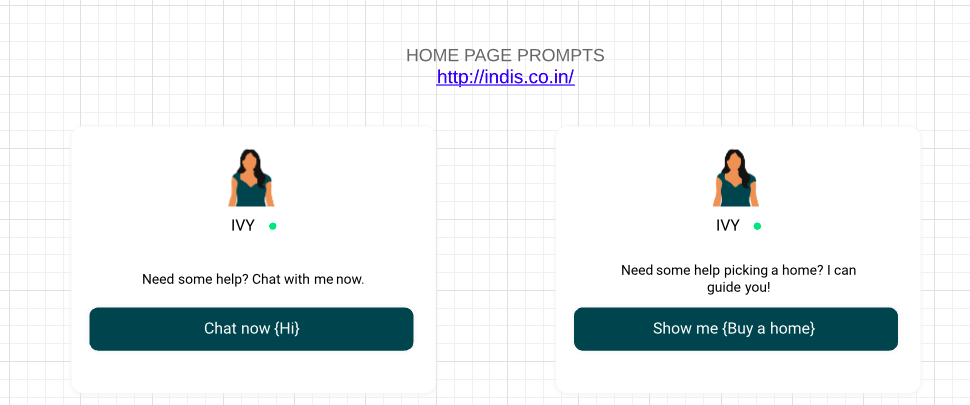 HOME PAGE PROMPTS
http://indis.co.in/
IVY
Need some help? Chat with me now.
Chat now {Hi}
IVY
Need some help picking a home? I can
guide you!
Show me {Buy a home}